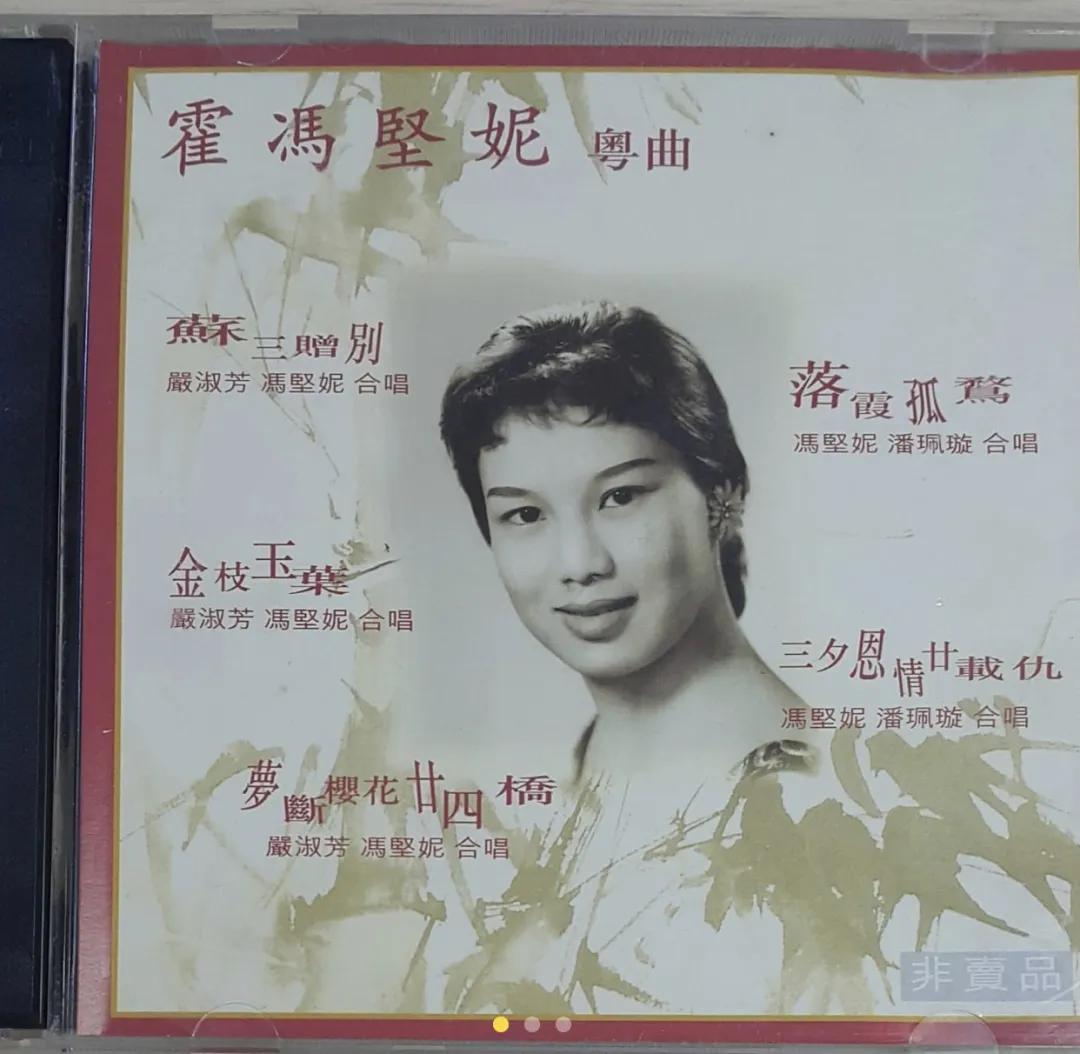 霍馮堅妮 粵曲
蘇三贈別
嚴淑芳 馮堅妮 合唱
落霞孤鶩
馮堅妮 潘珮璇 合唱
金枝玉葉
嚴淑芳 馮堅妮 合唱
三夕恩情廿載仇
馮堅妮 潘珮璇 合唱
夢斷櫻花廿四橋
嚴淑芳 馮堅妮 合唱
非賣品